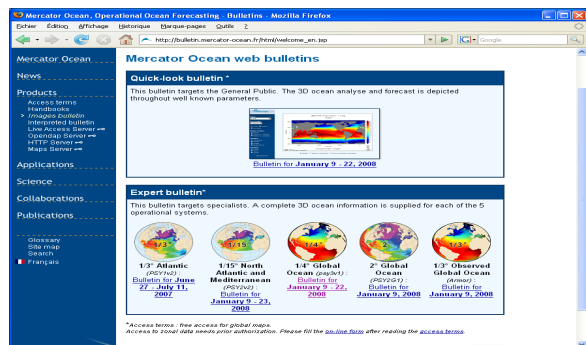 Mercator Ocean, Operational Ocean Forecasting - Bulletins - Mozilla Firefox
Fichier Édition Affichage Historique Marque-pages Outils ?
http://bulletin.mercator-ocean.fr/html/welcome_en.jsp
Google
Mercator Ocean
News
Products
Access terms
Handbooks
> Images bulletin
Interpreted bulletin
Live Access Server
Opendap Server
HTTP Server
Maps Server
Applications
Science
Collaborations
Publications
Glossary
Site map
Search
Français
Mercator Ocean web bulletins
Quick-look bulletin *
This bulletin targets the General Public. The 3D ocean analyse and forecast is depicted
throughout well known parameters.
Bulletin for January 9 - 22, 2008
Expert bulletin*
This bulletin targets specialists. A complete 3D ocean information is supplied for each of the 5
operational systems.
1/3°
1/3° Atlantic
(PSY1v2) :
Bulletin for June
27 - July 11,
2007
1/15°
1/15° North
Atlantic and
Mediterranean
(PSY2v2) :
Bulletin for
January 9 - 23,
2008
1/4°
1/4° Global
Ocean (psy3v1) :
Bulletin for
January 9 - 22,
2008
2°
2° Global
Ocean
(PSY2G1) :
Bulletin for
January 9, 2008
1/3°
1/3° Observed
Global Ocean
(Armor) :
Bulletin for
January 9, 2008
*Access terms : free access for global maps.
Access to zonal data needs prior authorization. Please fill the on-line form after reading the access terms.